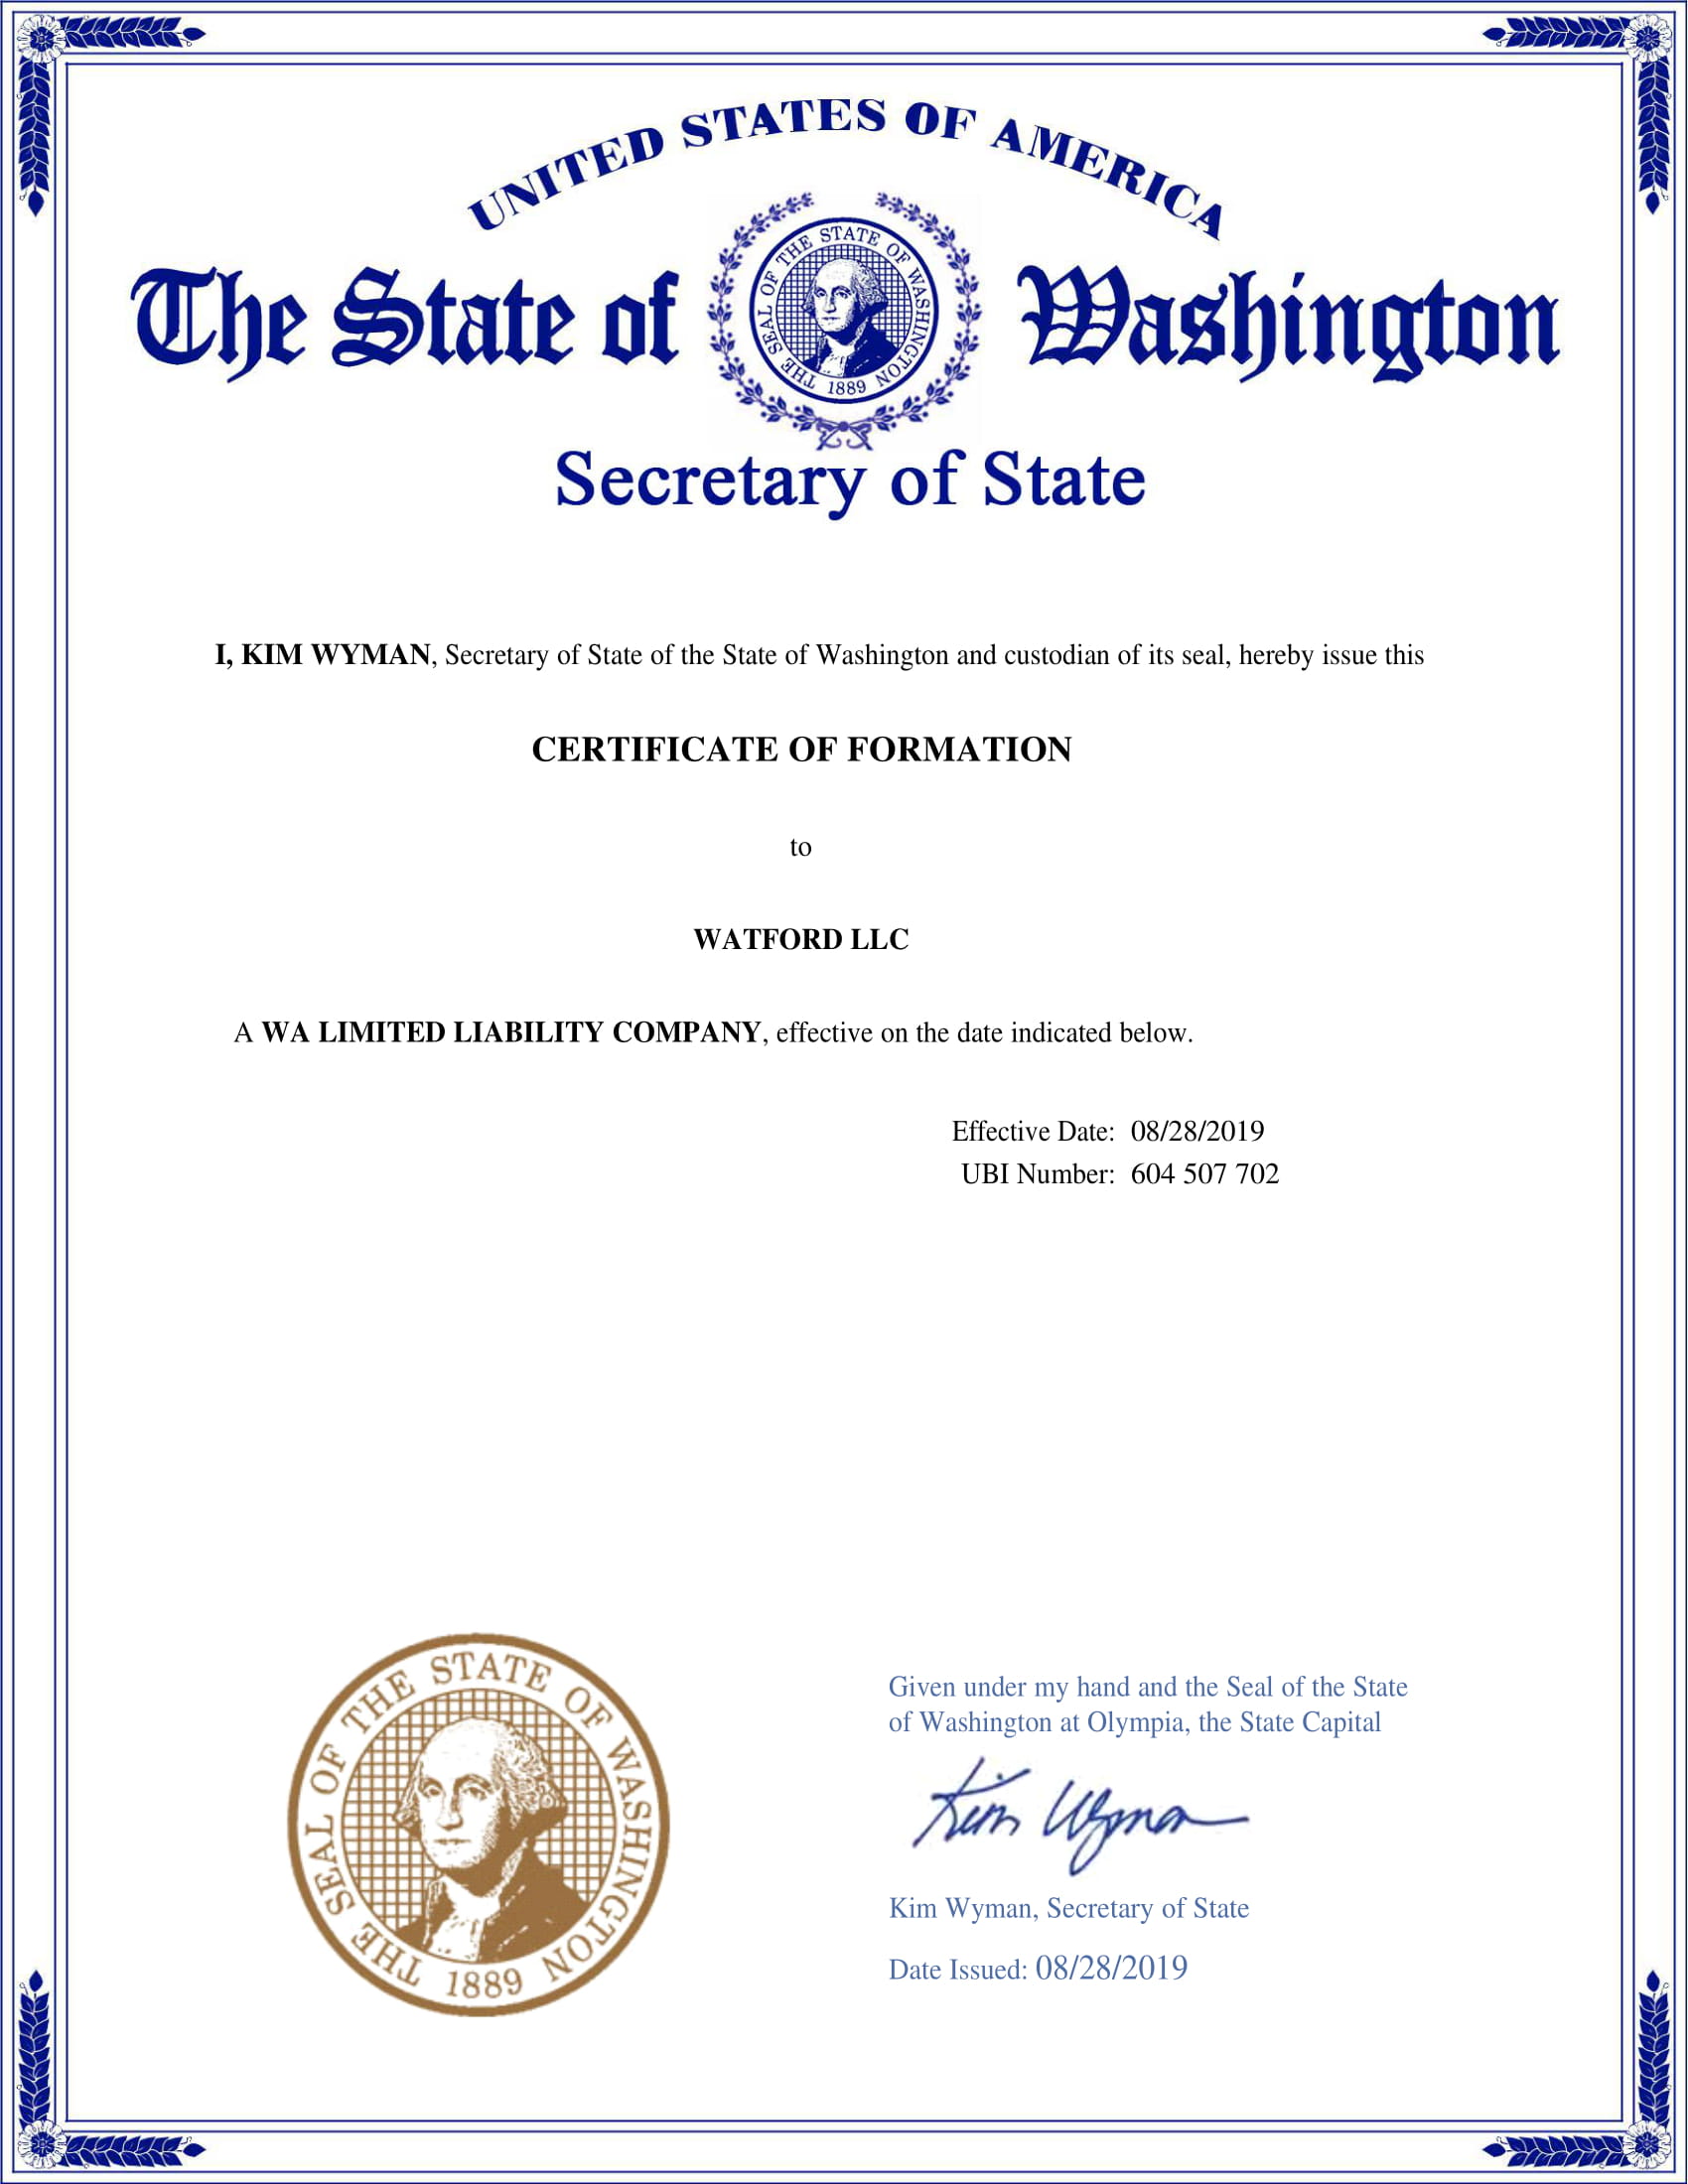 UNITED STATES OF AMERICA
The State of Washington
THE SEAL OF THE STATE OF WASHINGTON
1889
Secretary of State
I, KIM WYMAN, Secretary of State of the State of Washington and custodian of its seal, hereby issue this
CERTIFICATE OF FORMATION
to
WATFORD LLC
A WA LIMITED LIABILITY COMPANY, effective on the date indicated below.
Effective Date: 08/28/2019
UBI Number: 604 507 702
THE SEAL OF THE STATE OF WASHINGTON
1889
Given under my hand and the Seal of the State
of Washington at Olympia, the State Capital
Kim Wyman
Kim Wyman, Secretary of State
Date Issued: 08/28/2019